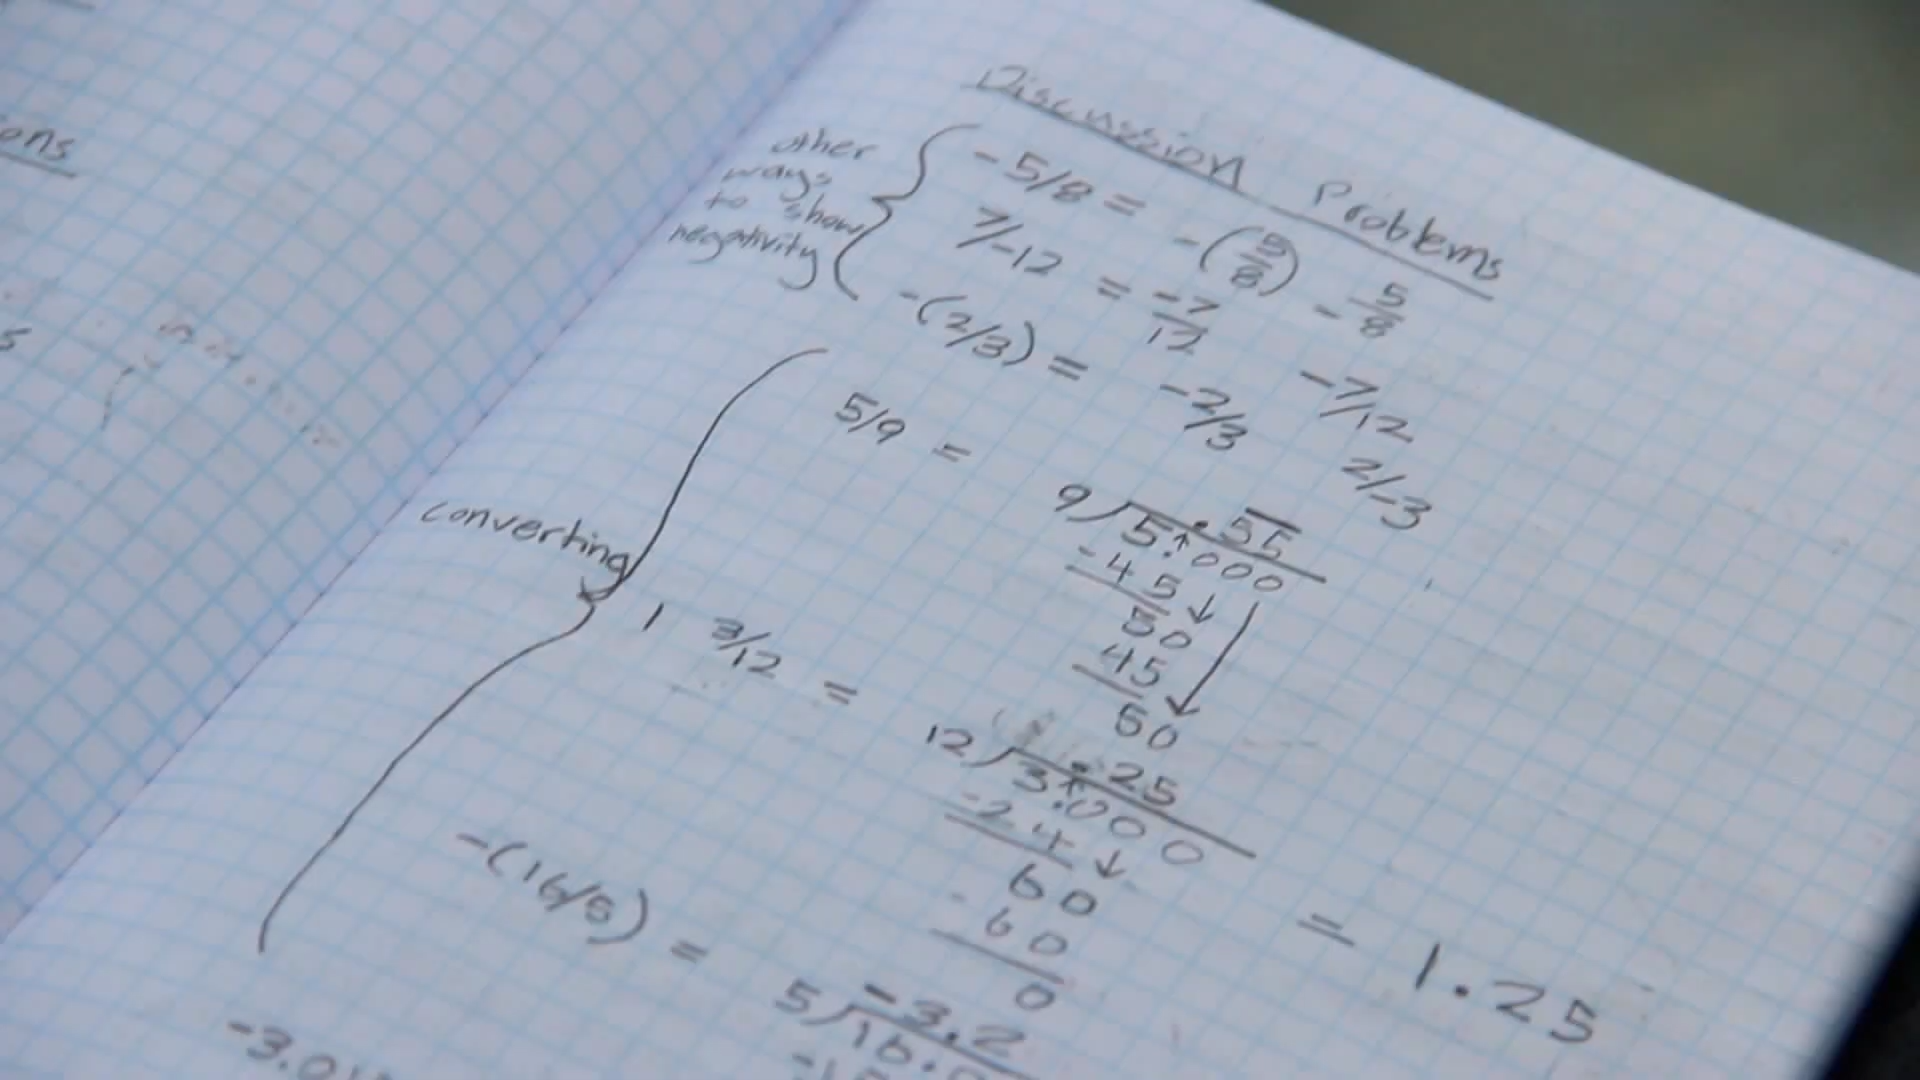 ons
Discussion Problems
other
ways
to show
negativity
-5/8 = -(5/8) -5/8
7/-12 = -7/12 -7/12
-(2/3) = -2/3 2/-3
converting
5/9 =
.55
9 5.000
-45
50
45
50
1 3/12 =
.25
12 3.000
-24
60
60
0
= 1.25
-(16/5) =
-3.2
5 16.0
-3.0